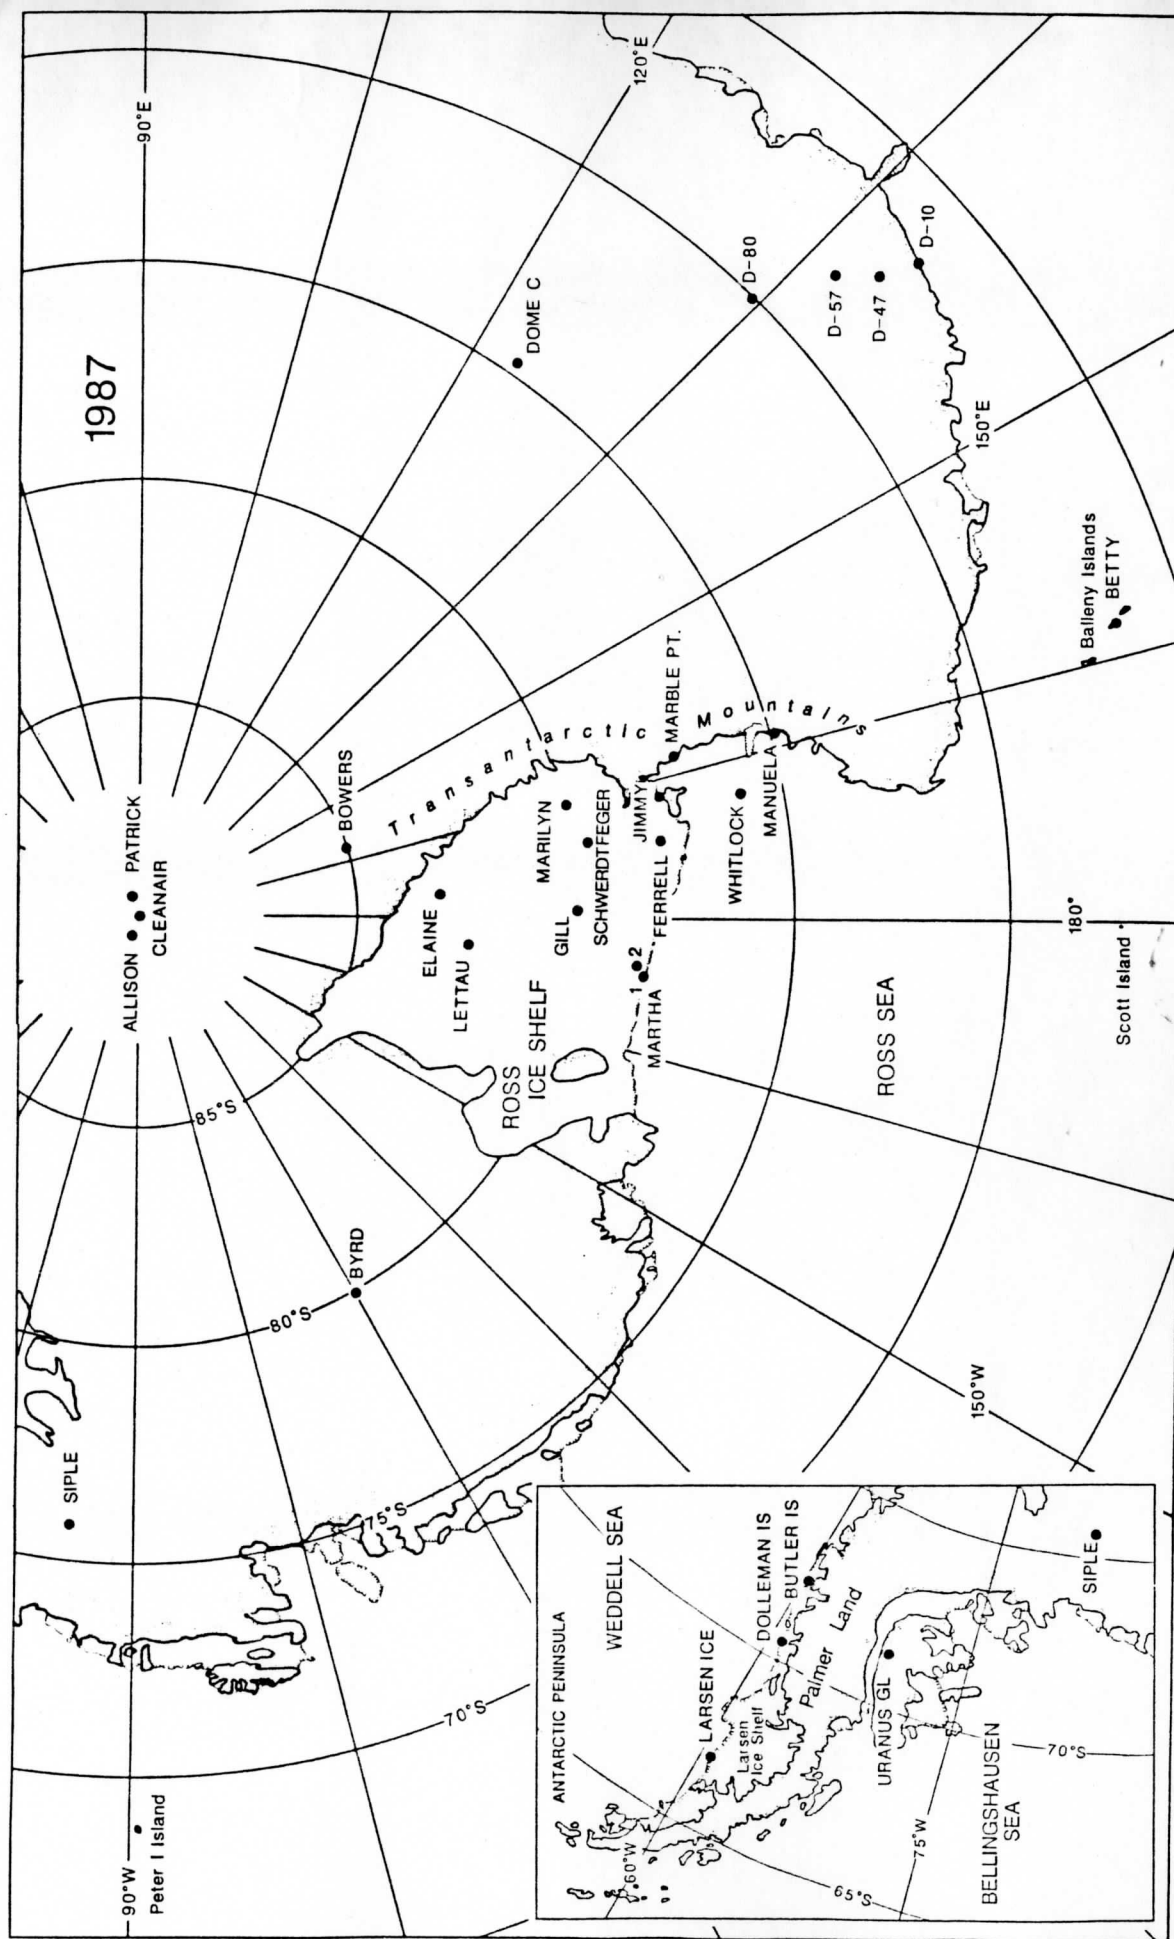 1987
90°E
120°E
DOME C
D-80
D-57
D-47
D-10
150°E
Balleny Islands
BETTY
ALLISON
PATRICK
CLEANAIR
BOWERS
Transantarctic Mountains
MARBLE PT.
MANUELA
WHITLOCK
JIMMY
FERRELL
MARILYN
SCHWERDTFEGER
GILL
ELAINE
LETTAU
ROSS
ICE SHELF
1
2
MARTHA
180°
Scott Island
ROSS SEA
85°S
80°S
BYRD
75°S
SIPLE
70°S
150°W
90°W
Peter I Island
ANTARCTIC PENINSULA
WEDDELL SEA
LARSEN ICE
DOLLEMAN IS
BUTLER IS
Larsen
Ice Shelf
Palmer Land
URANUS GL
SIPLE
60°W
65°S
75°W
70°S
BELLINGSHAUSEN
SEA